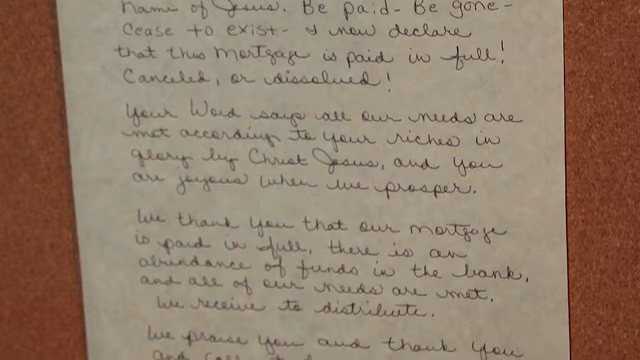 name of Jesus. Be paid - Be gone -
Cease to exist - I now declare
that this mortgage is paid in full!
Canceled, or dissolved!
Your Word says all our needs are
met according to your riches in
glory by Christ Jesus, and you
are joyous when we prosper.
We thank You that our mortgage
is paid in full, there is an
abundance of funds in the bank,
and all of our needs are met.
We receive to distribute.
We praise You and thank You
and